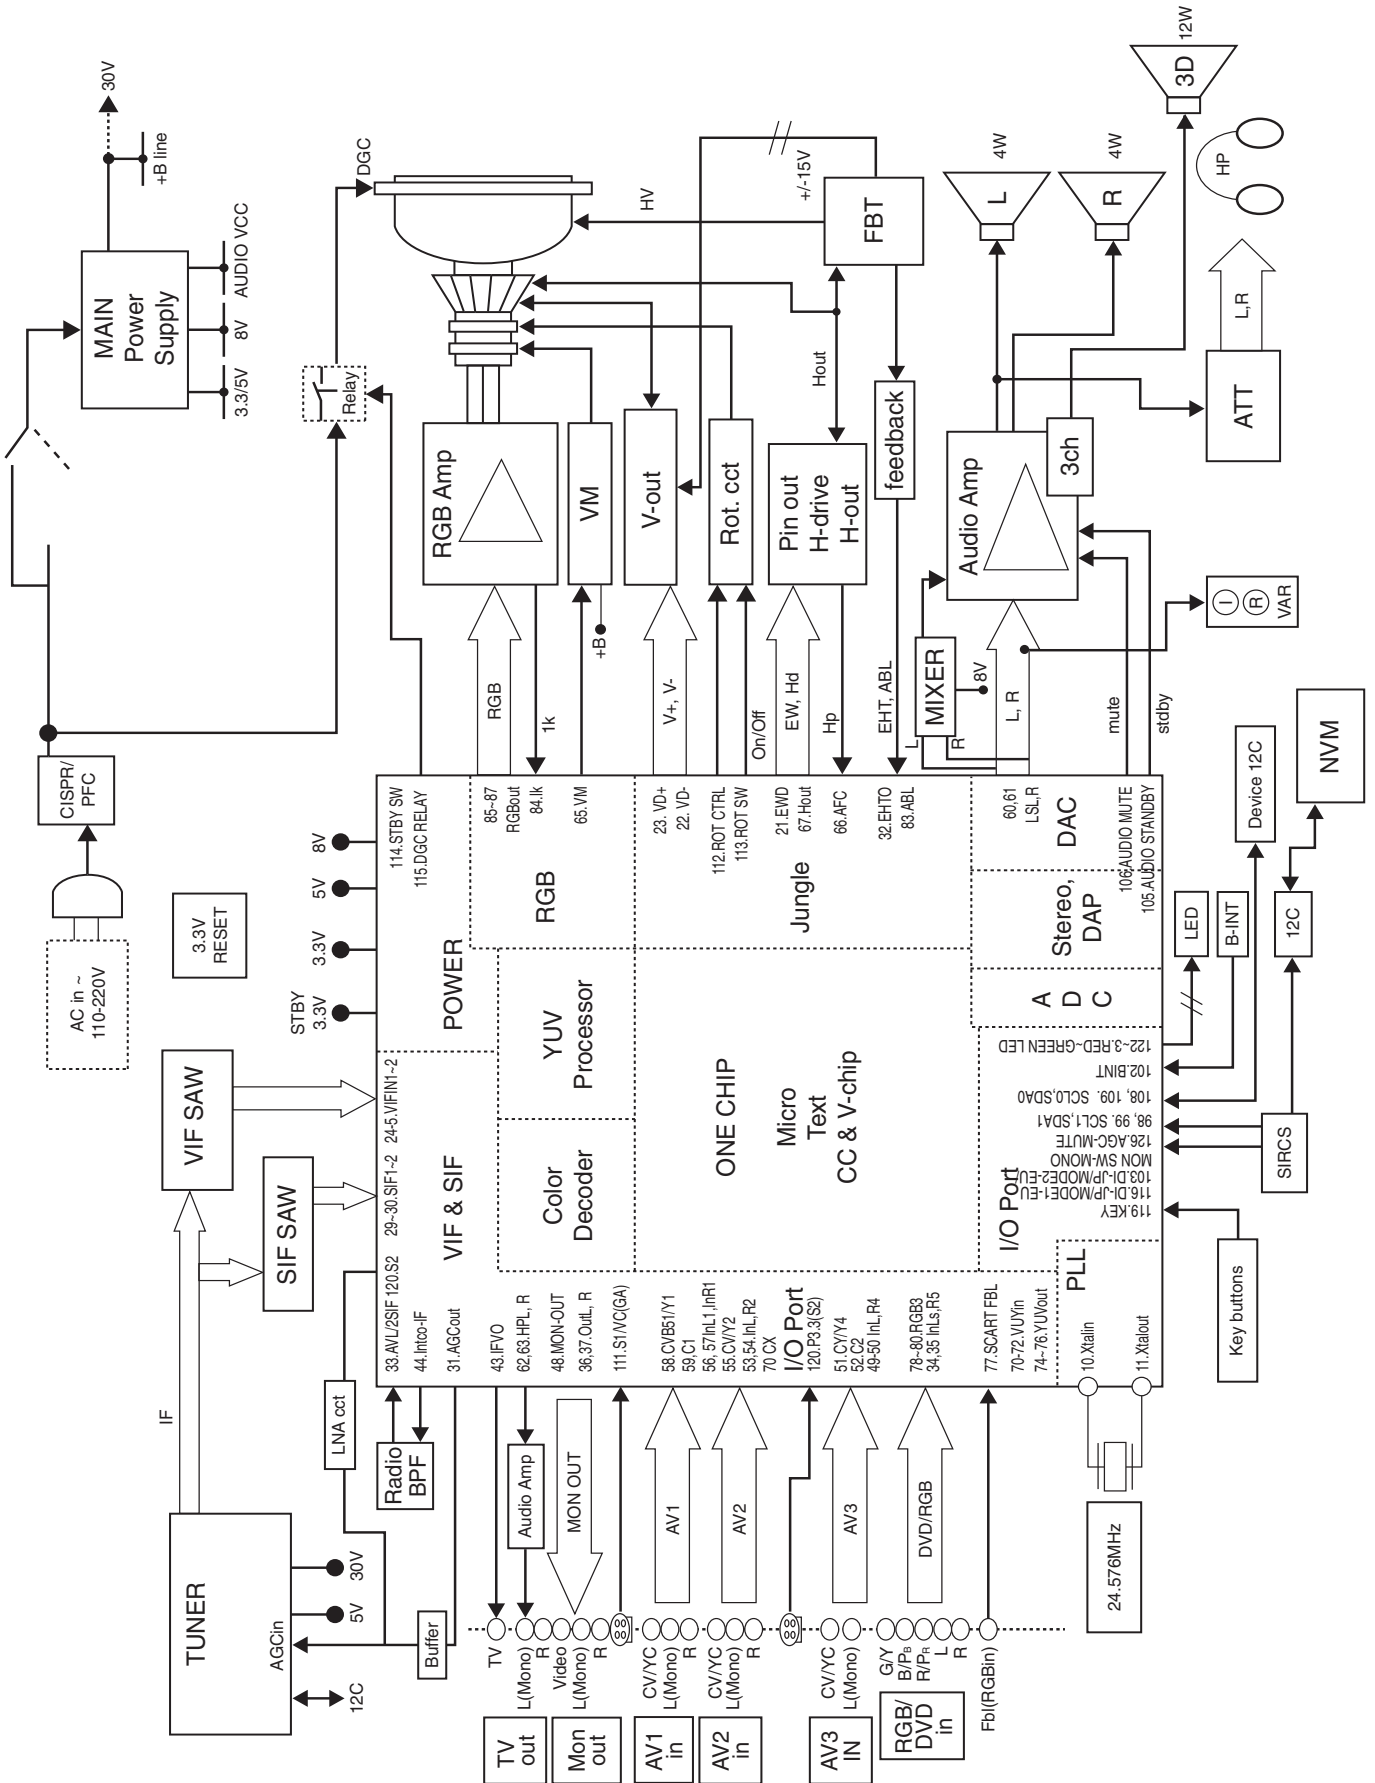 TUNER
AGCin
12C
5V
30V
IF
VIF SAW
SIF SAW
LNA cct
Buffer
Radio
BPF
Audio Amp
MON OUT
AC in ~
110-220V
3.3V
RESET
CISPR/
PFC
STBY
3.3V
3.3V
5V
8V
MAIN
Power
Supply
30V
+B line
3.3/5V
8V
AUDIO VCC
Relay
DGC
HV
+/-15V
FBT
RGB Amp
VM
V-out
Rot. cct
Pin out
H-drive
H-out
Hout
feedback
Audio Amp
3ch
ATT
L,R
HP
L
4W
R
4W
3D
12W
RGB
1k
+B
V+, V-
On/Off
EW, Hd
Hp
EHT, ABL
MIXER
L
R
8V
L, R
mute
stdby
I
R
VAR
33.AVL/2SIF
120.S2
29~30.SIF1~2
24-5.VIFIN1~2
44.Intco-IF
31.AGCout
VIF & SIF
POWER
114.STBY SW
115.DGC RELAY
43.IFVO
62,63.HPL, R
48.MON-OUT
36,37.OutL, R
111.S1/VC(GA)
Color
Decoder
YUV
Processor
RGB
85~87
RGBout
84.Ik
65.VM
58.CVB51/Y1
59,C1
56, 57InL1,InR1
55.CV/Y2
53,54.InL,R2
70 CX
I/O Port
120.P3.3(S2)
51.CY/Y4
52.C2
49-50 InL,R4
78~80.RGB3
34,35 InLs,R5
77.SCART FBL
70-72.VUVin
74~76.YUVout
ONE CHIP
Micro
Text
CC & V-chip
Jungle
23. VD+
22. VD-
112.ROT CTRL
113.ROT SW
21.EWD
67.Hout
66.AFC
32.EHTO
83.ABL
A
D
C
Stereo,
DAP
DAC
60,61
LSL,R
106.AUDIO MUTE
105.AUDIO STANDBY
I/O Port
PLL
10.Xtalin
11.Xtalout
119.KEY
116.DI-JP/MODE1-EU
103.DI-JP/MODE2-EU/
MON SW-MONO
126.AGC-MUTE
98, 99. SCL1,SDA1
108, 109. SCL0,SDA0
102.BINT
122~3.RED~GREEN LED
TV
L(Mono)
R
Video
L(Mono)
R
CV/YC
L(Mono)
R
CV/YC
L(Mono)
R
CV/YC
L(Mono)
G/Y
B/PB
R/PR
L
R
Fbl(RGBin)
TV
out
Mon
out
AV1
in
AV2
in
AV3
IN
RGB/
DVD
in
AV1
AV2
AV3
DVD/RGB
24.576MHz
Key buttons
SIRCS
LED
B-INT
12C
Device 12C
NVM